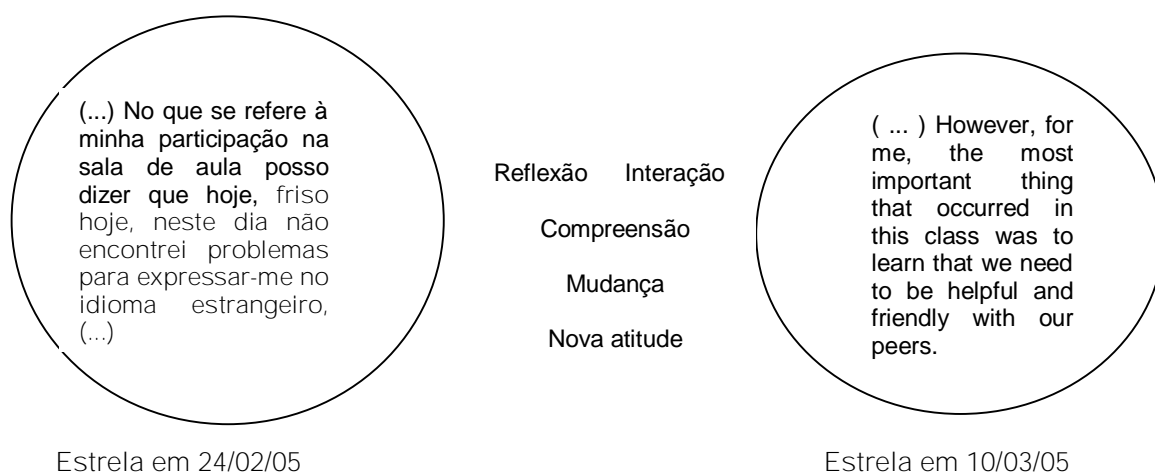 (...) No que se refere à
minha participação na
sala de aula posso
dizer que hoje, friso
hoje, neste dia não
encontrei problemas
para expressar-me no
idioma estrangeiro,
(...)
Reflexão Interação
Compreensão
Mudança
Nova atitude
( ... ) However, for
me, the most
important thing
that occurred in
this class was to
learn that we need
to be helpful and
friendly with our
peers.
Estrela em 24/02/05
Estrela em 10/03/05